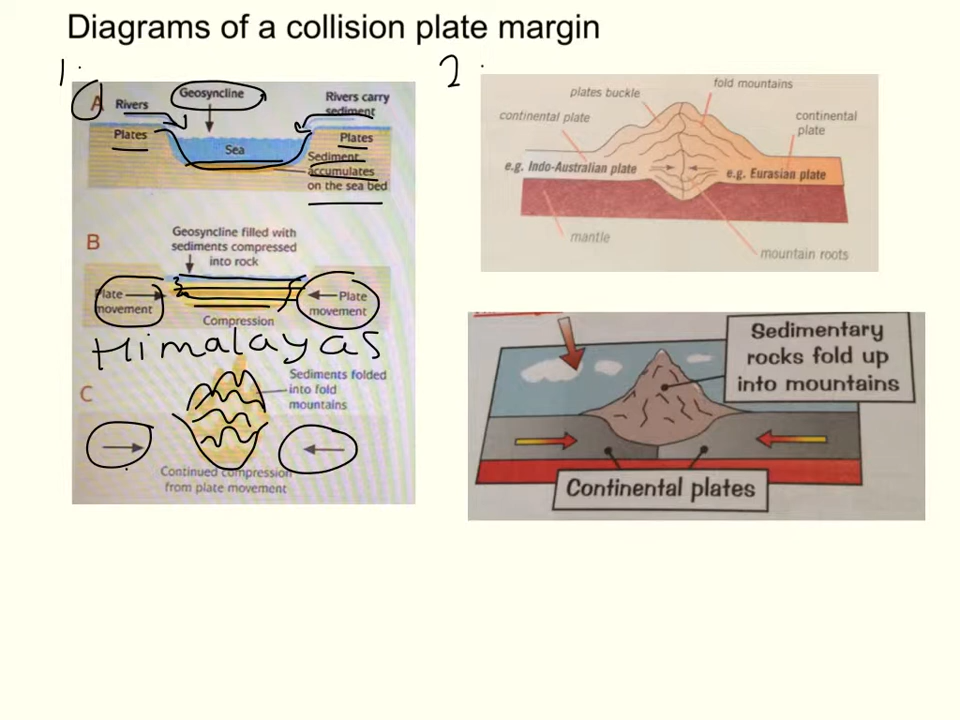 Diagrams of a collision plate margin
1.
A
Rivers
Geosyncline
Rivers carry
sediment
Plates
Sea
Plates
Sediment
accumulates
on the sea bed
B
Geosyncline filled with
sediments compressed
into rock
Plate
movement
Plate
movement
Compression
Himalayas
C
Sediments folded
into fold
mountains
Continued compression
from plate movement
2.
fold mountains
plates buckle
continental plate
continental
plate
e.g. Indo-Australian plate
e.g. Eurasian plate
mantle
mountain roots
Sedimentary
rocks fold up
into mountains
Continental plates